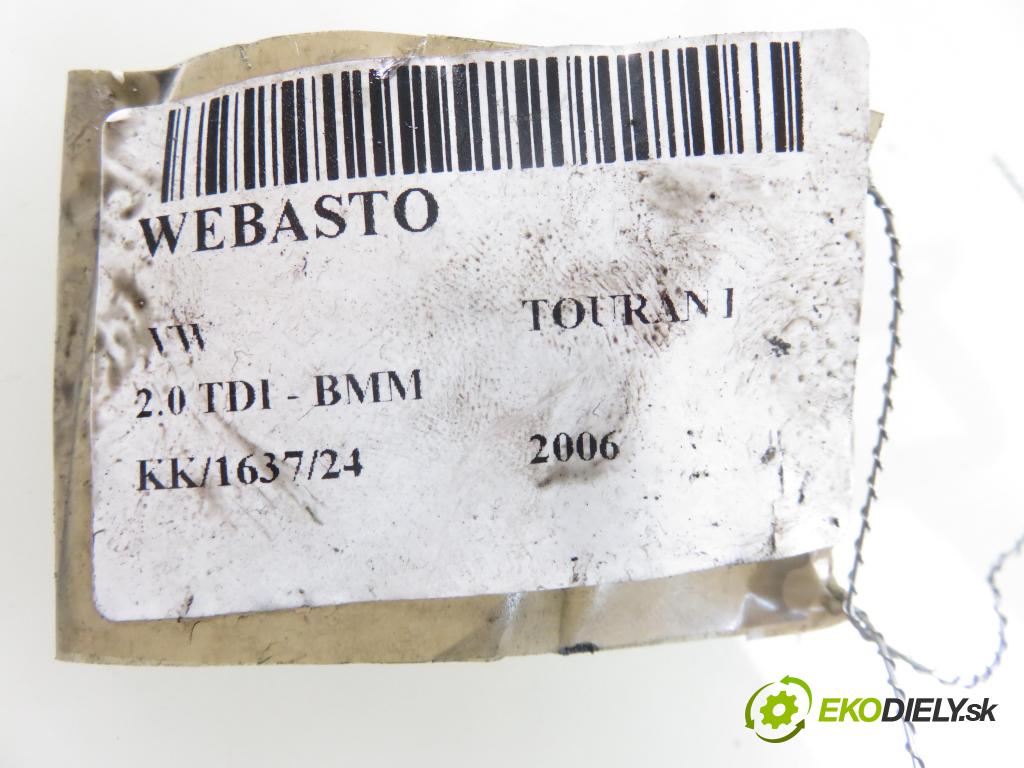 WEBASTO
VW TOURAN I
2.0 TDI - BMM
KK/1637/24 2006
EKODIELY.sk